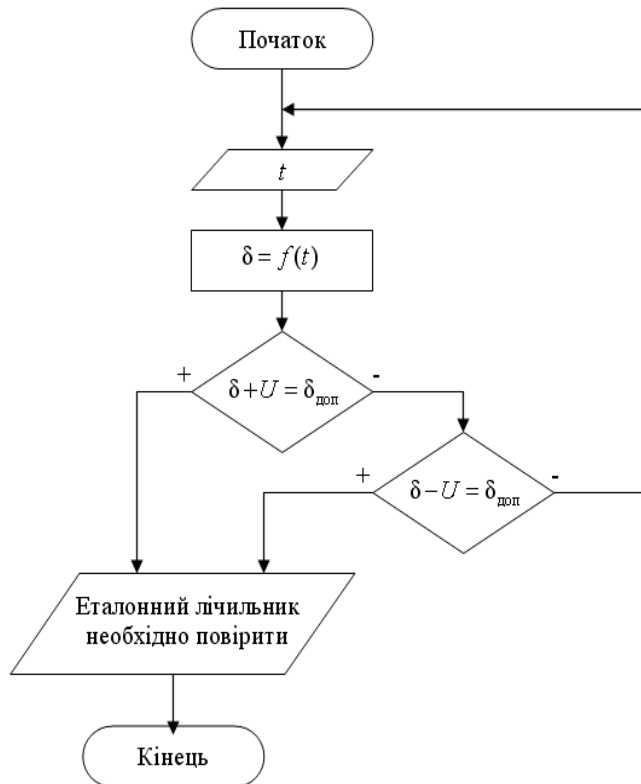 Початок
t
δ = f(t)
+
-
δ + U = δдоп
+
-
δ − U = δдоп
Еталонний лічильник
необхідно повірити
Кінець